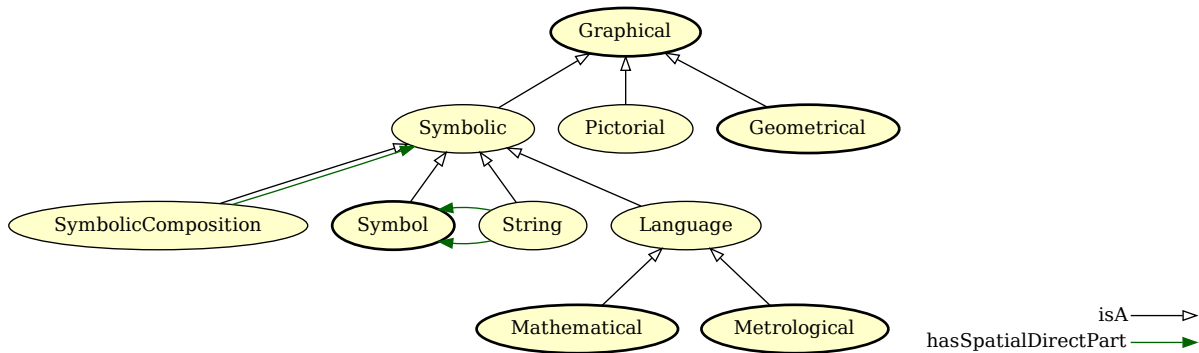 Graphical
Symbolic Pictorial Geometrical
SymbolicComposition Symbol String Language
Mathematical Metrological
isA
hasSpatialDirectPart